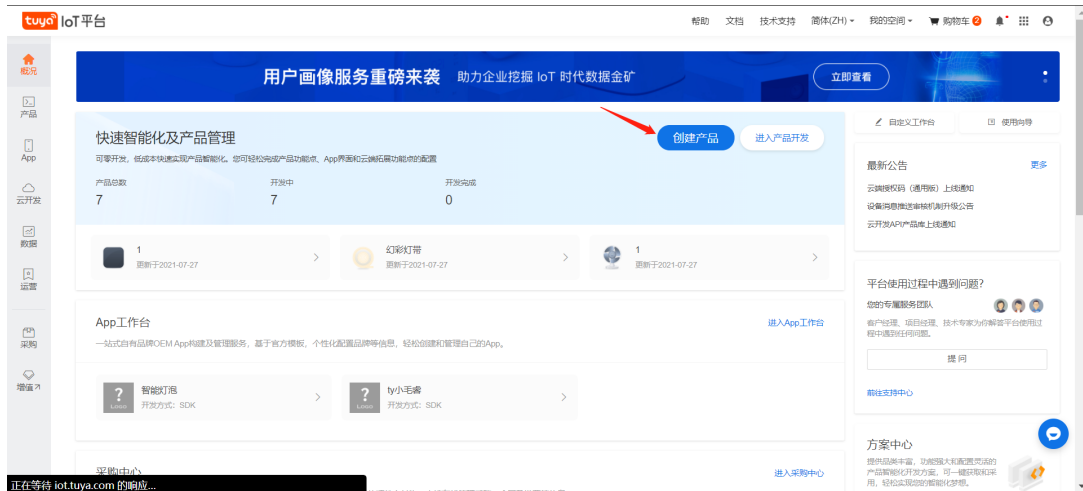 tuya IoT平台
帮助 文档 技术支持 简体(ZH) 我的空间 购物车 2
概况
产品
App
云开发
数据
运营
采购
增值
用户画像服务重磅来袭 助力企业挖掘 IoT 时代数据金矿 立即查看
快速智能化及产品管理
创建产品 进入产品开发
可零开发，低成本快速实现产品智能化。您可轻松完成产品功能点、App界面和云端拓展功能点的配置
产品总数 开发中 开发完成
7 7 0
1
更新于2021-07-27
幻彩灯带
更新于2021-07-27
1
更新于2021-07-27
App工作台 进入App工作台
一站式自有品牌OEM App构建及管理服务，基于官方模板，个性化配置品牌等信息，轻松创建和管理自己的App。
? Logo
智能灯泡
开发方式：SDK
? Logo
ty小毛睿
开发方式：SDK
采购中心 进入采购中心
自定义工作台 使用向导
最新公告 更多
云端授权码（通用版）上线通知
设备消息推送审核机制升级公告
云开发API产品库上线通知
平台使用过程中遇到问题?
您的专属服务团队
客户经理、项目经理、技术专家为你解答平台使用过
程中遇到任何问题。
提问
前往支持中心
方案中心
提供品类丰富，功能强大和配置灵活的
产品智能化开发方案，可一键获取和采
用，轻松实现您的智能化梦想。
正在等待 iot.tuya.com 的响应...